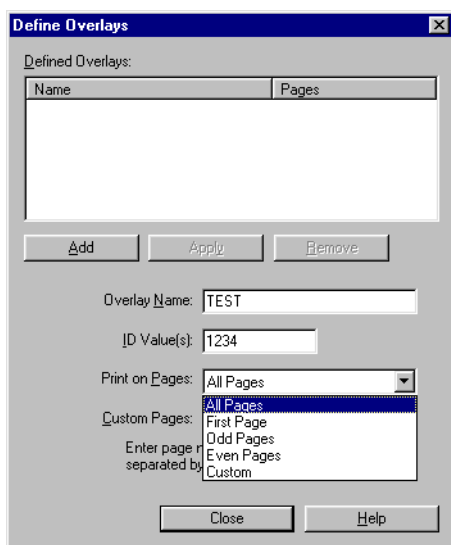 Define Overlays
Defined Overlays:
Name Pages
Add Apply Remove
Overlay Name: TEST
ID Value(s): 1234
Print on Pages: All Pages
All Pages
Custom Pages: First Page
Odd Pages
Enter page
Even Pages
separated by
Custom
Close Help